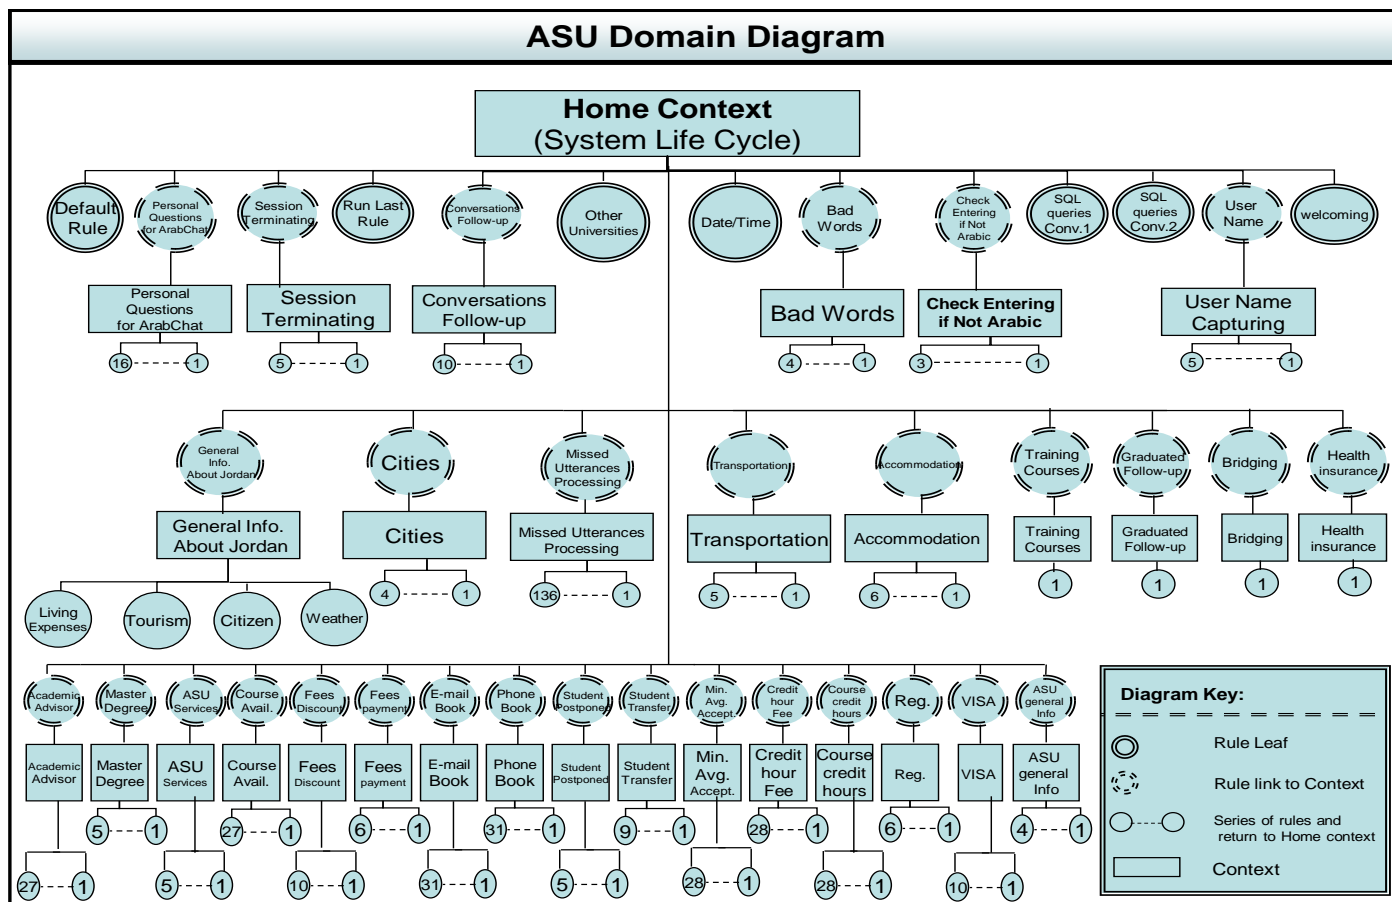 ASU Domain Diagram
Home Context
(System Life Cycle)
Default
Rule
Personal
Questions
for ArabChat
Session
Terminating
Run Last
Rule
Conversations
Follow-up
Other
Universities
Date/Time
Bad
Words
Check
Entering
if Not
Arabic
SQL
queries
Conv.1
SQL
queries
Conv.2
User
Name
welcoming
Personal
Questions
for ArabChat
Session
Terminating
Conversations
Follow-up
Bad Words
Check Entering
if Not Arabic
User Name
Capturing
16 1
5 1
10 1
4 1
3 1
5 1
General
Info.
About Jordan
Cities
Missed
Utterances
Processing
Transportation
Accommodation
Training
Courses
Graduated
Follow-up
Bridging
Health
insurance
General Info.
About Jordan
Cities
Missed Utterances
Processing
Transportation
Accommodation
Training
Courses
Graduated
Follow-up
Bridging
Health
insurance
Living
Expenses
Tourism
Citizen
Weather
4 1
136 1
5 1
6 1
1
1
1
1
Academic
Advisor
Master
Degree
ASU
Services
Course
Avail.
Fees
Discount
Fees
payment
E-mail
Book
Phone
Book
Student
Postponed
Student
Transfer
Min.
Avg.
Accept.
Credit
hour
Fee
Course
credit
hours
Reg.
VISA
ASU
general
Info
Academic
Advisor
Master
Degree
ASU
Services
Course
Avail.
Fees
Discount
Fees
payment
E-mail
Book
Phone
Book
Student
Postponed
Student
Transfer
Min.
Avg.
Accept.
Credit
hour
Fee
Course
credit
hours
Reg.
VISA
ASU
general
Info
5 1
27 1
6 1
31 1
9 1
28 1
6 1
4 1
27 1
5 1
10 1
31 1
5 1
28 1
28 1
10 1
Diagram Key:
Rule Leaf
Rule link to Context
Series of rules and
return to Home context
Context